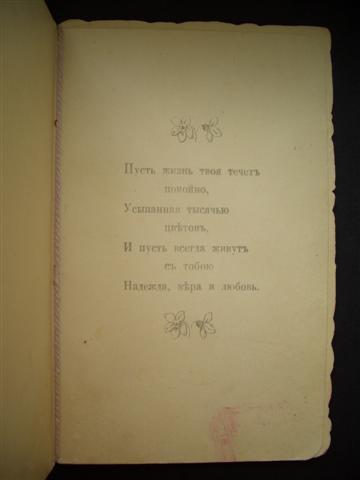 Пусть жизнь твоя течетъ
покойно,
Усыпанная тысячью
цвѣтовъ,
И пусть всегда живутъ
съ тобою
Надежда, вѣра и любовь.